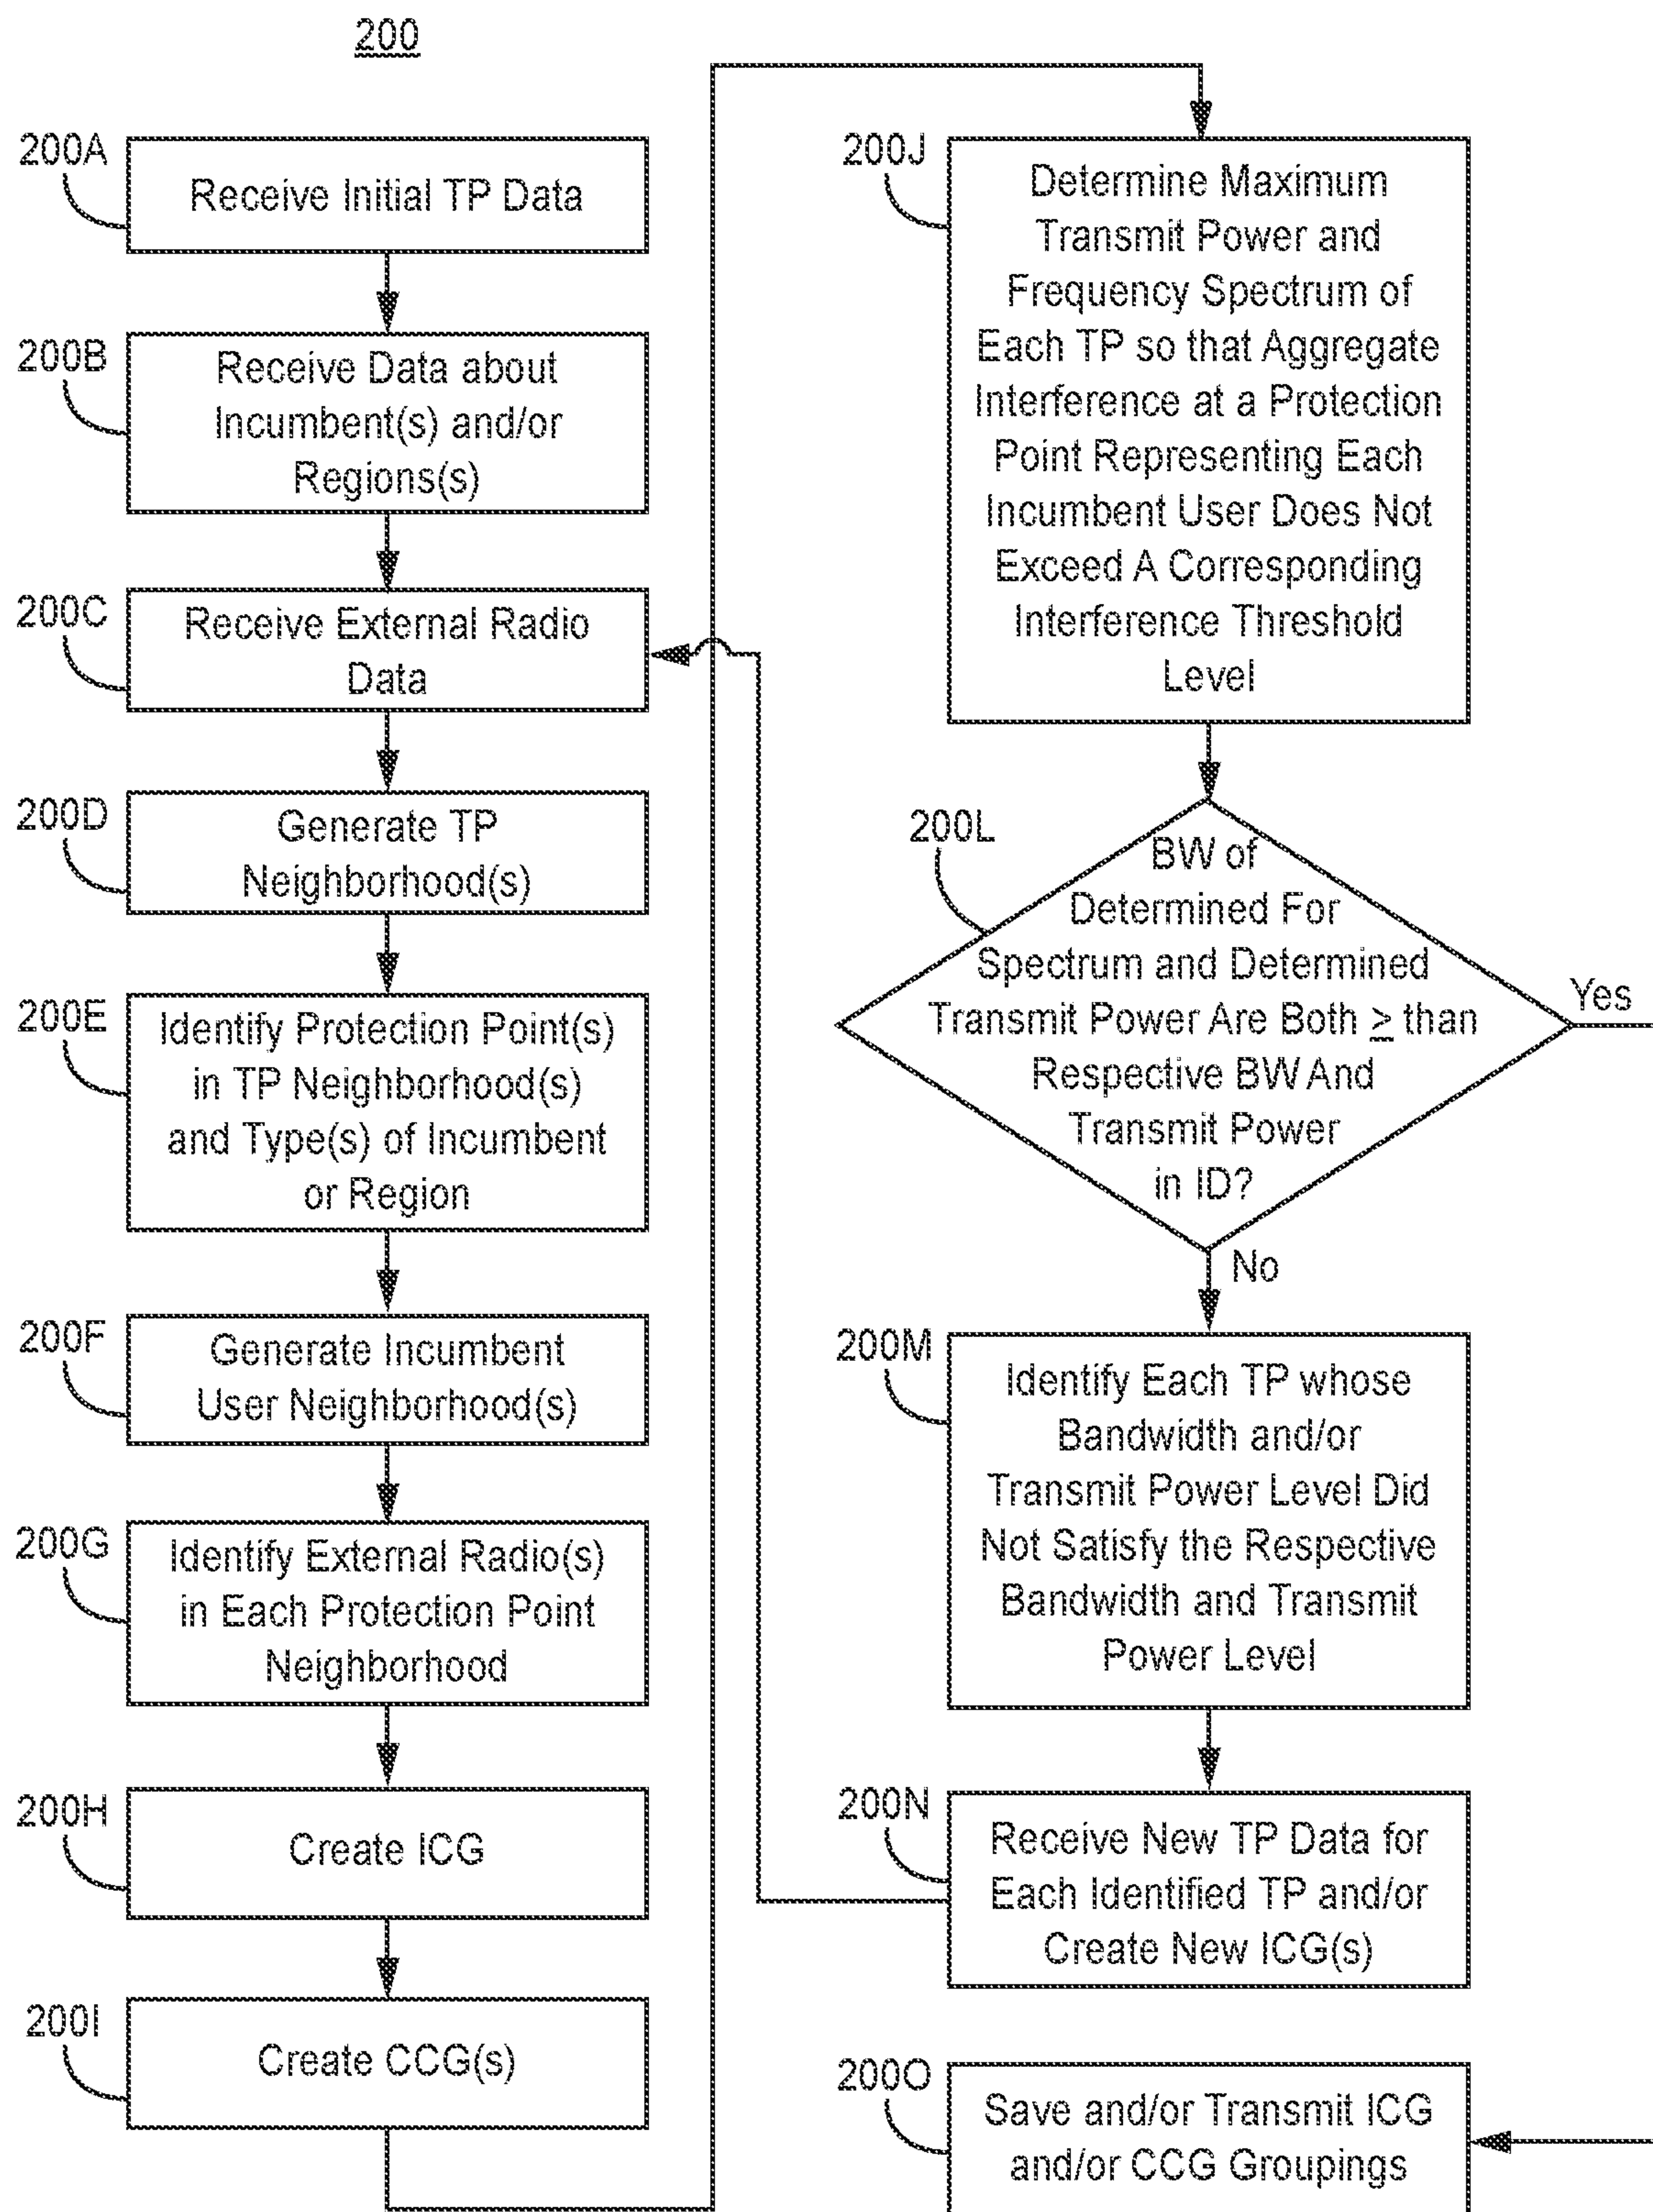 200
200A
Receive Initial TP Data
200B
Receive Data about
Incumbent(s) and/or
Regions(s)
200C
Receive External Radio
Data
200D
Generate TP
Neighborhood(s)
200E
Identify Protection Point(s)
in TP Neighborhood(s)
and Type(s) of Incumbent
or Region
200F
Generate Incumbent
User Neighborhood(s)
200G
Identify External Radio(s)
in Each Protection Point
Neighborhood
200H
Create ICG
200I
Create CCG(s)
200J
Determine Maximum
Transmit Power and
Frequency Spectrum of
Each TP so that Aggregate
Interference at a Protection
Point Representing Each
Incumbent User Does Not
Exceed A Corresponding
Interference Threshold
Level
200L
BW of
Determined For
Spectrum and Determined
Transmit Power Are Both ≥ than
Respective BW And
Transmit Power
in ID?
Yes
No
200M
Identify Each TP whose
Bandwidth and/or
Transmit Power Level Did
Not Satisfy the Respective
Bandwidth and Transmit
Power Level
200N
Receive New TP Data for
Each Identified TP and/or
Create New ICG(s)
200O
Save and/or Transmit ICG
and/or CCG Groupings